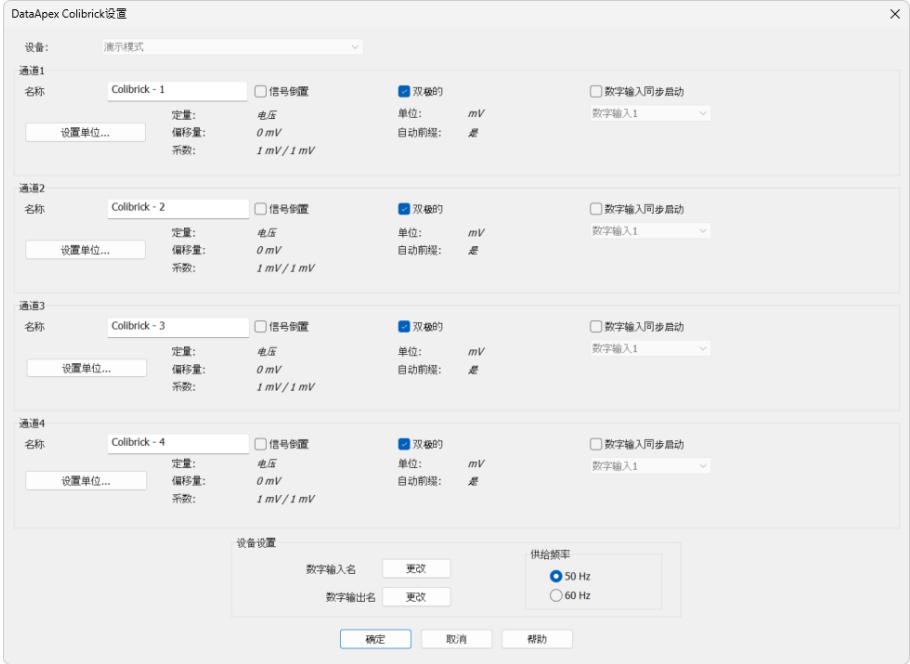 DataApex Colibrick设置
设备: 演示模式
通道1
名称 Colibrick - 1 信号倒置 双极的 数字输入同步启动
定量: 电压 单位: mV 数字输入1
设置单位... 偏移量: 0 mV 自动前缀: 是
系数: 1 mV / 1 mV
通道2
名称 Colibrick - 2 信号倒置 双极的 数字输入同步启动
定量: 电压 单位: mV 数字输入1
设置单位... 偏移量: 0 mV 自动前缀: 是
系数: 1 mV / 1 mV
通道3
名称 Colibrick - 3 信号倒置 双极的 数字输入同步启动
定量: 电压 单位: mV 数字输入1
设置单位... 偏移量: 0 mV 自动前缀: 是
系数: 1 mV / 1 mV
通道4
名称 Colibrick - 4 信号倒置 双极的 数字输入同步启动
定量: 电压 单位: mV 数字输入1
设置单位... 偏移量: 0 mV 自动前缀: 是
系数: 1 mV / 1 mV
设备设置
供给频率
数字输入名 更改 50 Hz
数字输出名 更改 60 Hz
确定 取消 帮助